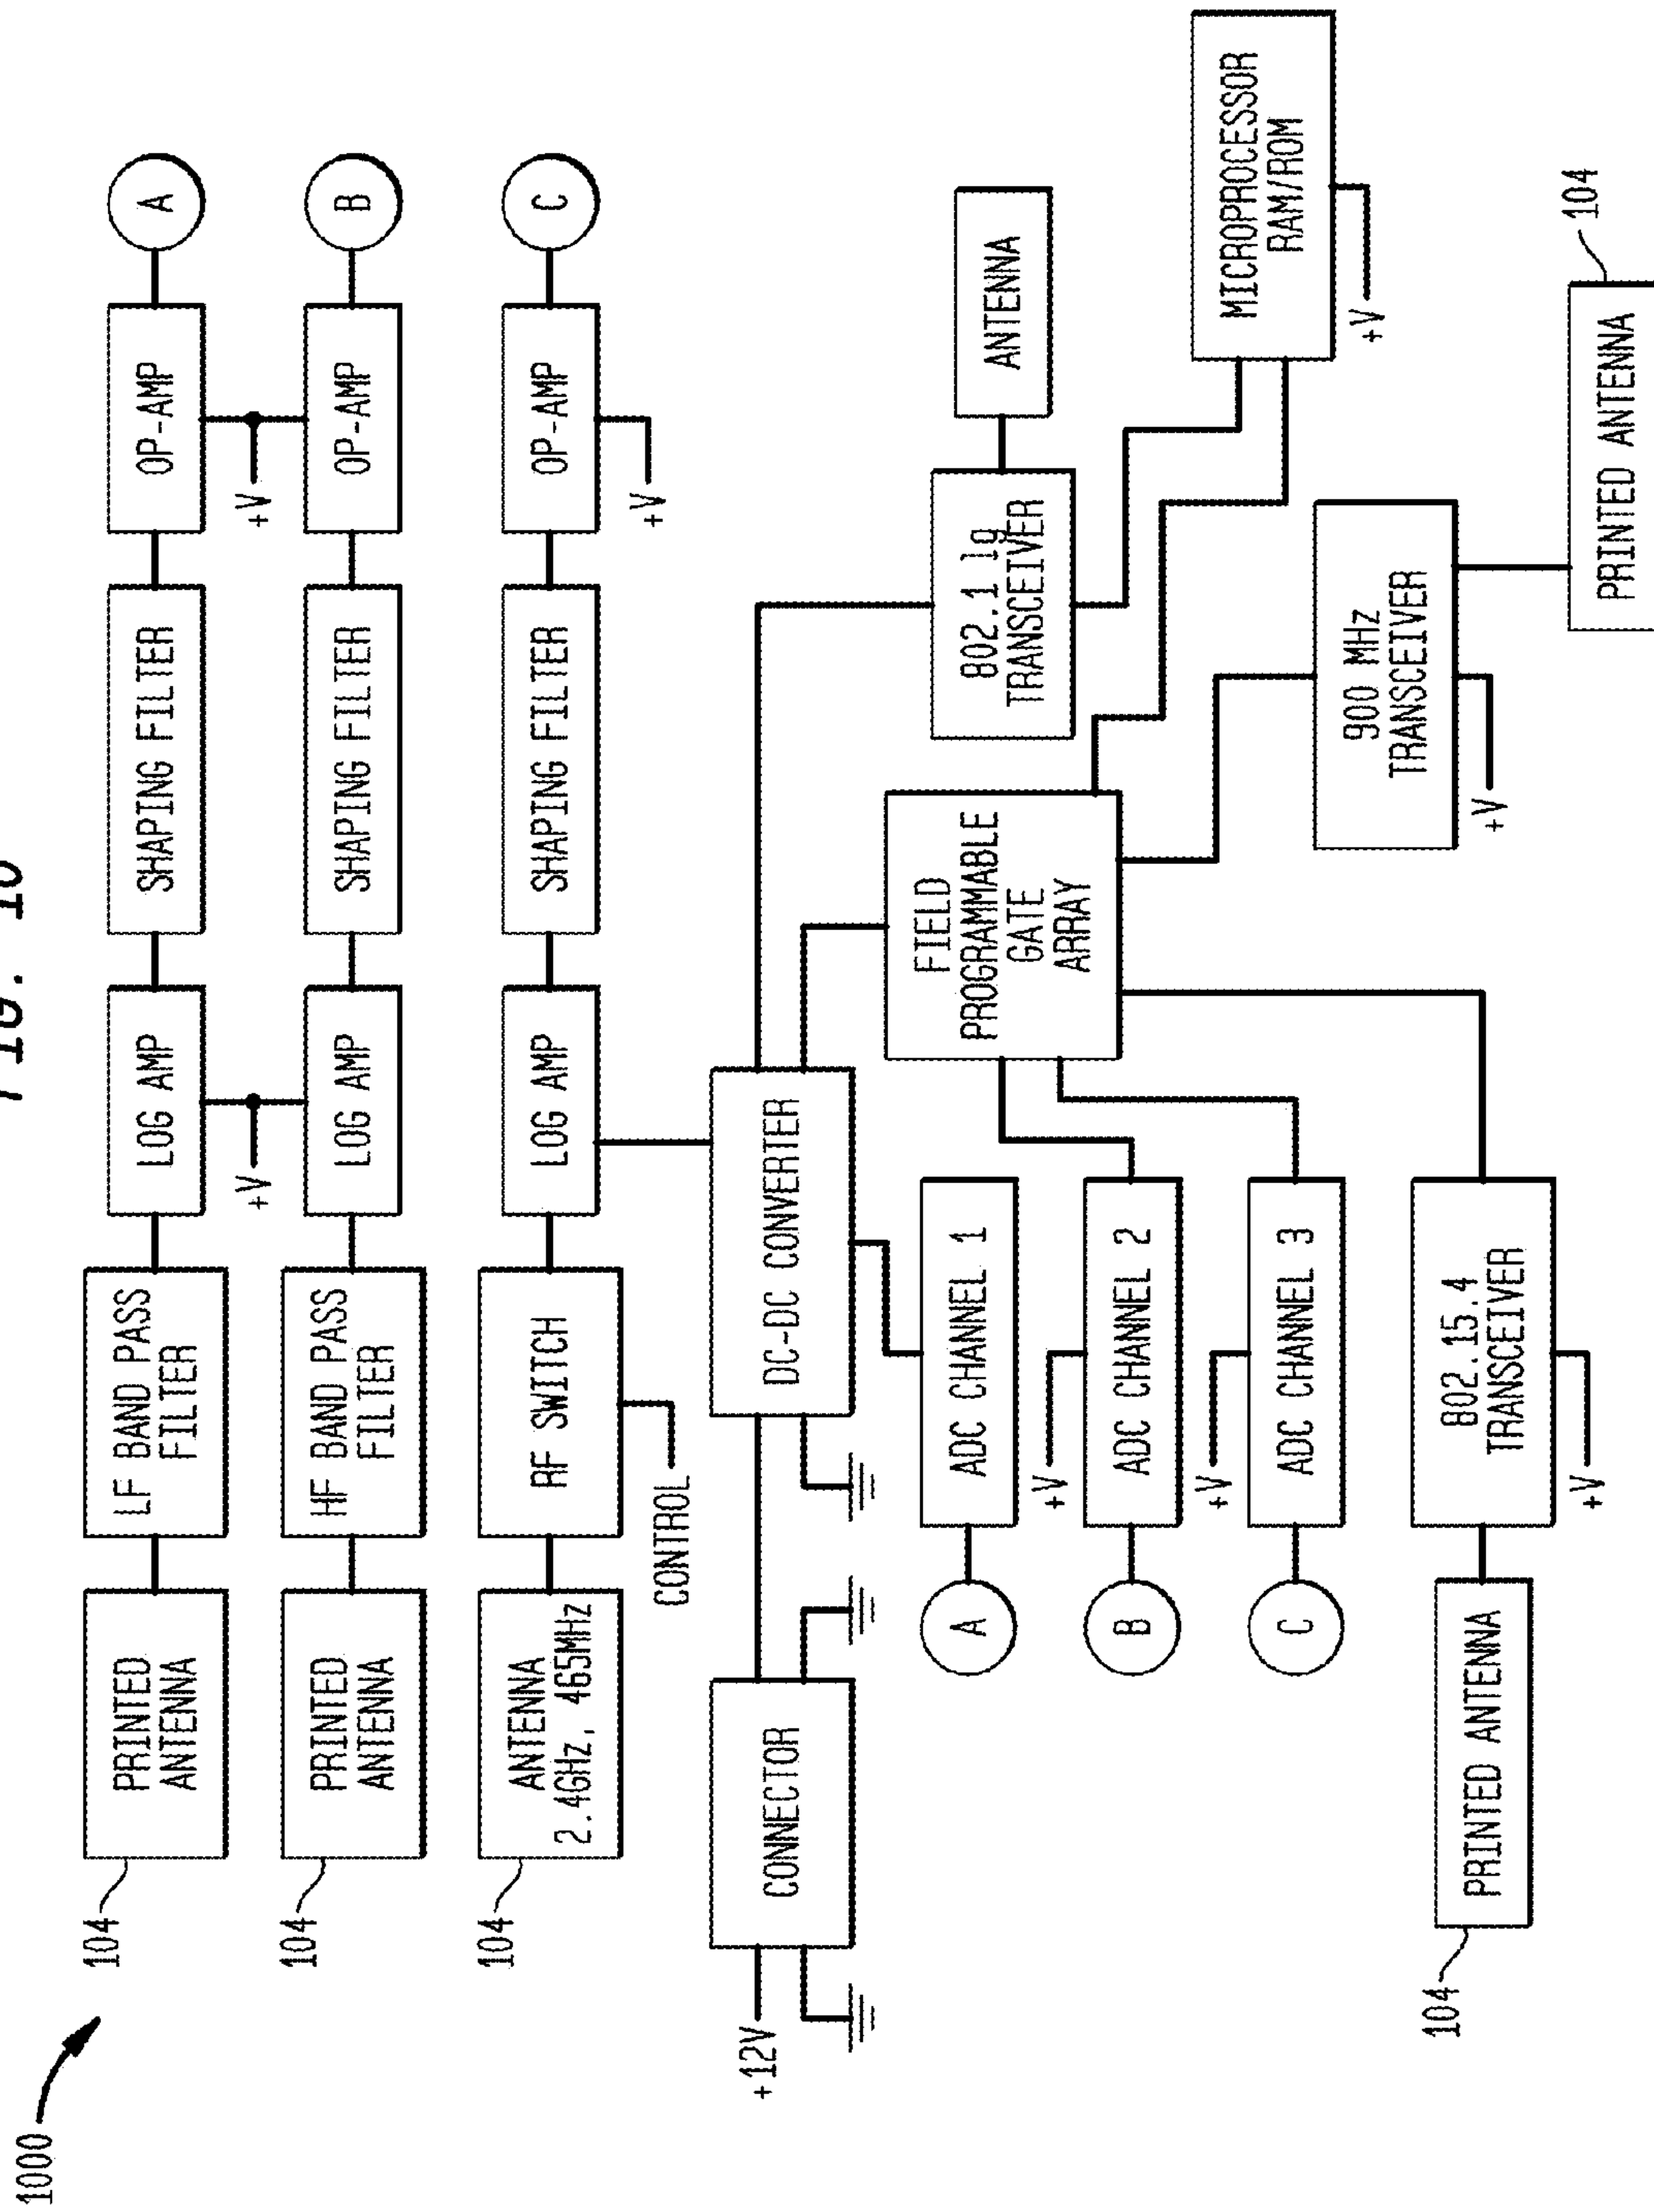 FIG. 10
1000
104
PRINTED
ANTENNA
LF BAND PASS
FILTER
LOG AMP
SHAPING FILTER
OP-AMP
A
+V
+V
104
PRINTED
ANTENNA
HF BAND PASS
FILTER
LOG AMP
SHAPING FILTER
OP-AMP
B
104
ANTENNA
2.4GHz, 465MHz
RF SWITCH
LOG AMP
SHAPING FILTER
OP-AMP
C
CONTROL
+V
+12V
CONNECTOR
DC-DC CONVERTER
802.1 1g
TRANSCEIVER
ANTENNA
A
ADC CHANNEL 1
FIELD
PROGRAMMABLE
GATE
ARRAY
+V
B
ADC CHANNEL 2
MICROPROCESSOR
RAM/ROM
+V
+V
C
ADC CHANNEL 3
900 MHz
TRANSCEIVER
+V
104
PRINTED ANTENNA
802.15.4
TRANSCEIVER
+V
104
PRINTED ANTENNA